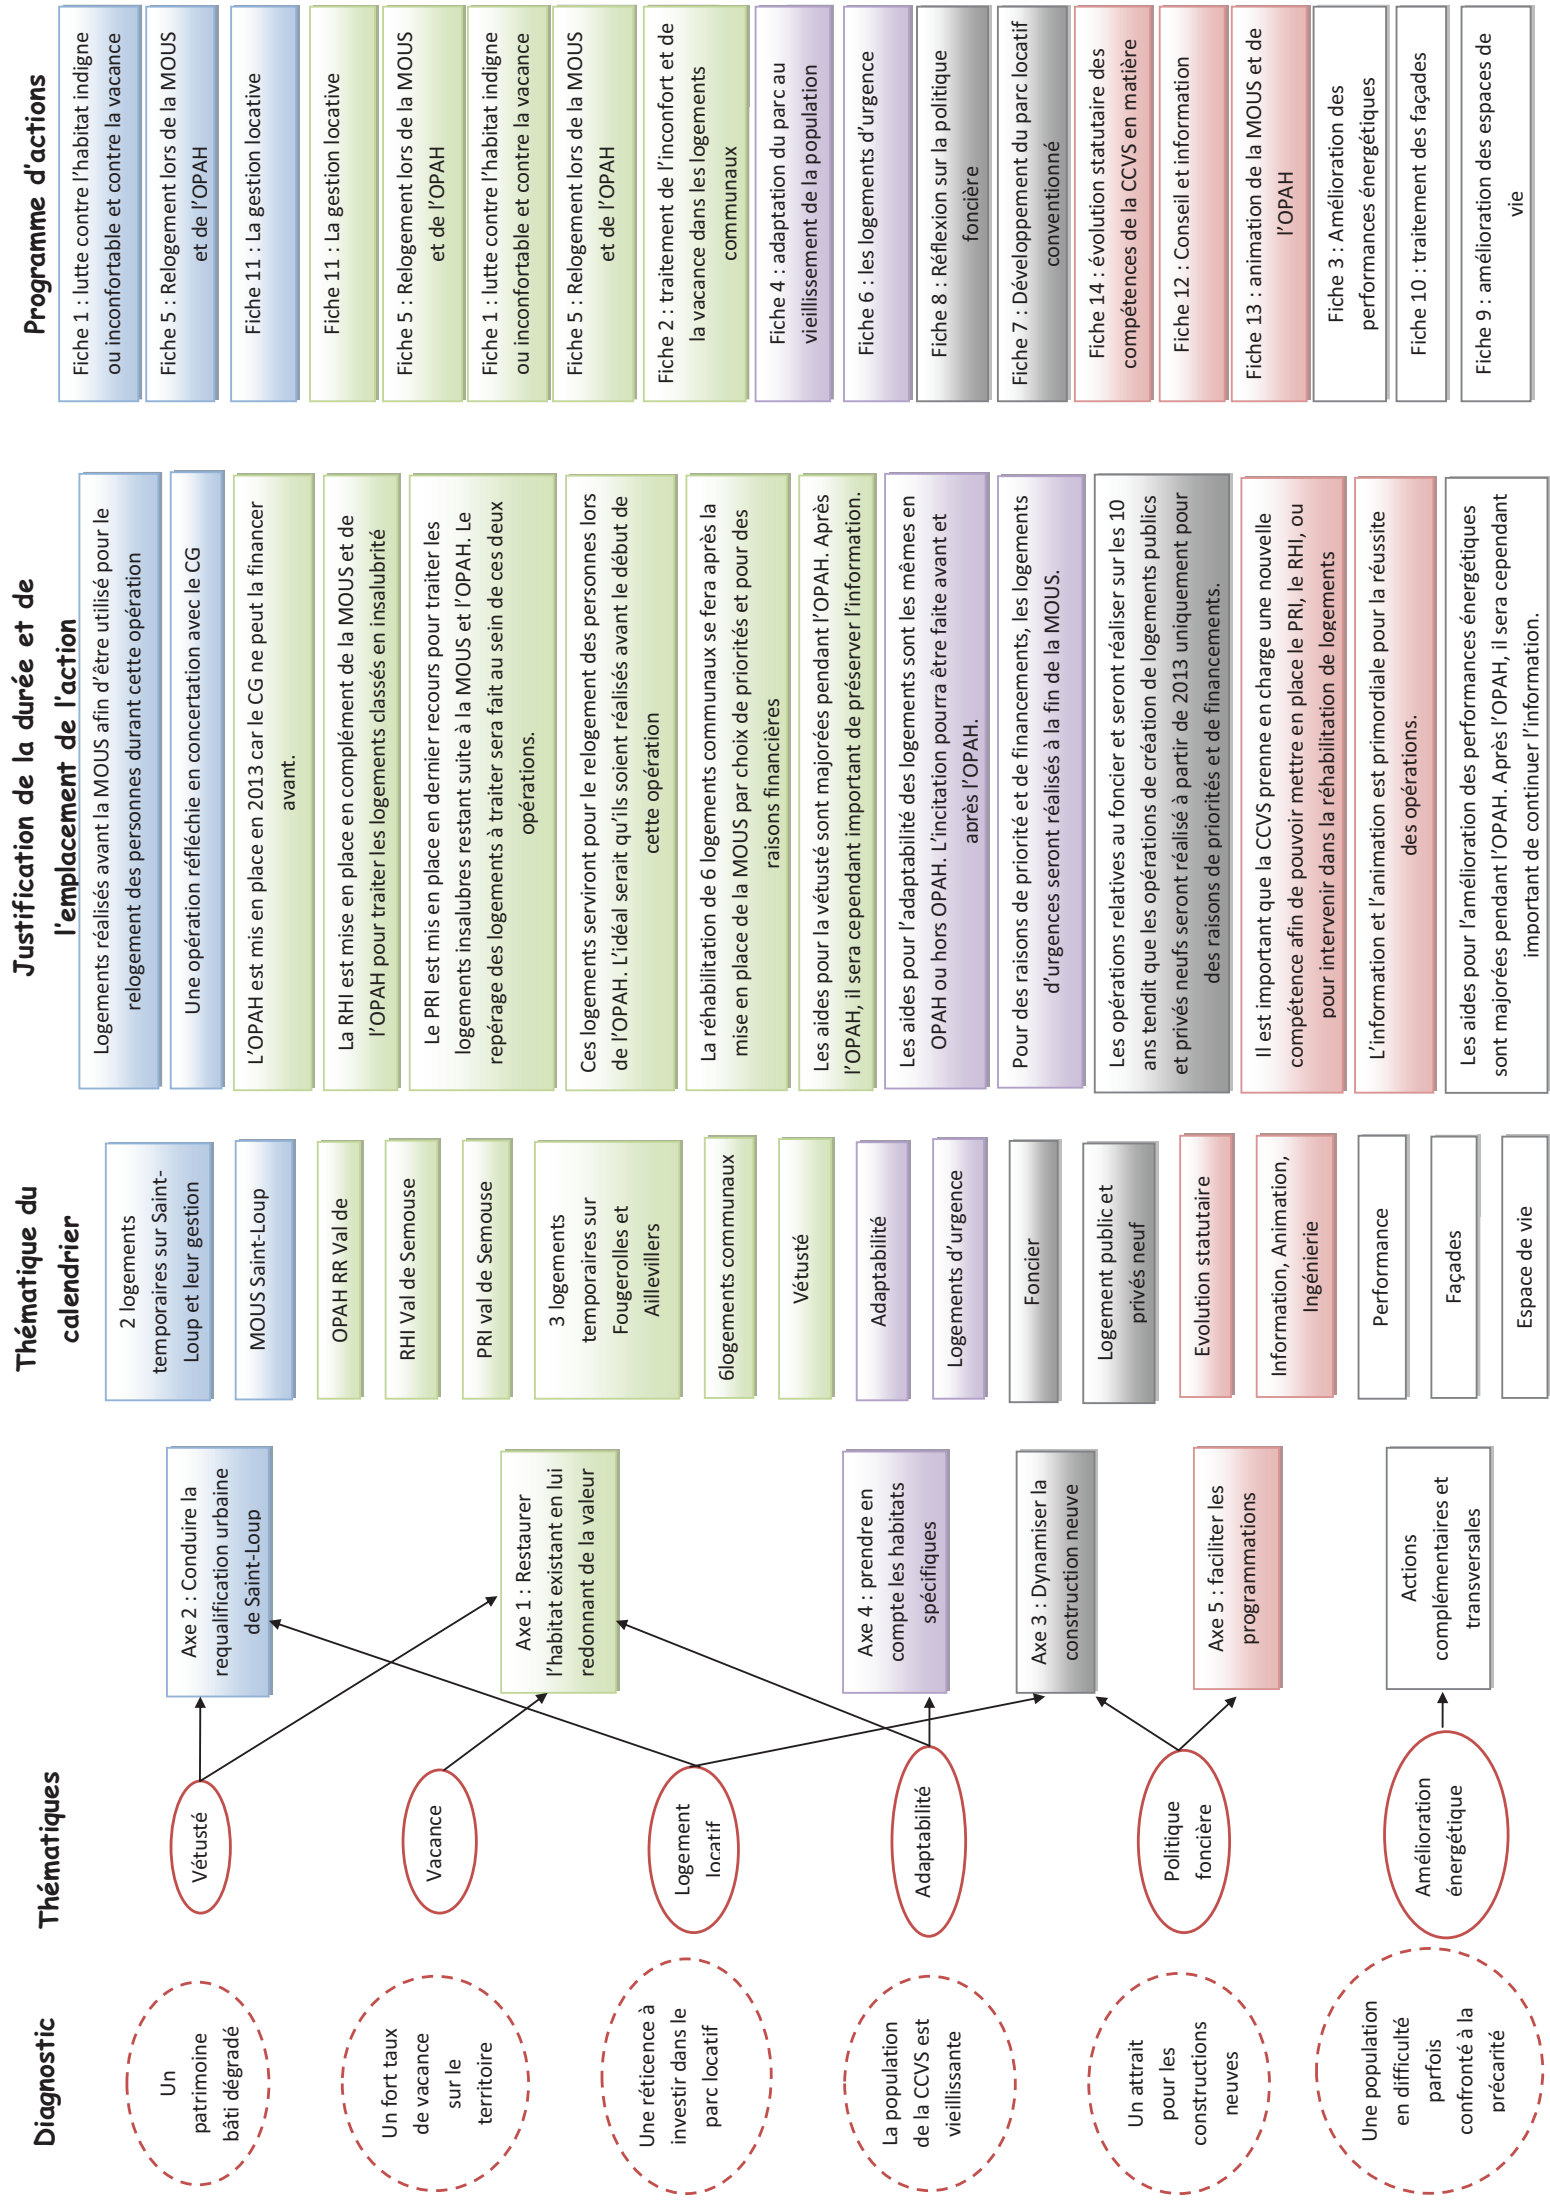 Diagnostic
Un
patrimoine
bâti dégradé
Un fort taux
de vacance
sur le
territoire
Une réticence à
investir dans le
parc locatif
La population
de la CCVS est
vieillissante
Un attrait
pour les
constructions
neuves
Une population
en difficulté
parfois
confronté à la
précarité
Thématiques
Vétusté
Vacance
Logement
locatif
Adaptabilité
Politique
foncière
Amélioration
énergétique
Axe 2 : Conduire la
requalification urbaine
de Saint-Loup
Axe 1 : Restaurer
l'habitat existant en lui
redonnant de la valeur
Axe 4 : prendre en
compte les habitats
spécifiques
Axe 3 : Dynamiser la
construction neuve
Axe 5 : faciliter les
programmations
Actions
complémentaires et
transversales
Thématique du
calendrier
2 logements
temporaires sur Saint-
Loup et leur gestion
MOUS Saint-Loup
OPAH RR Val de
RHI Val de Semouse
PRI val de Semouse
3 logements
temporaires sur
Fougerolles et
Aillevillers
6logements communaux
Vétusté
Adaptabilité
Logements d'urgence
Foncier
Logement public et
privés neuf
Evolution statutaire
Information, Animation,
Ingénierie
Performance
Façades
Espace de vie
Justification de la durée et de
l'emplacement de l'action
Logements réalisés avant la MOUS afin d'être utilisé pour le
relogement des personnes durant cette opération
Une opération réfléchie en concertation avec le CG
L'OPAH est mis en place en 2013 car le CG ne peut la financer
avant.
La RHI est mise en place en complément de la MOUS et de
l'OPAH pour traiter les logements classés en insalubrité
Le PRI est mis en place en dernier recours pour traiter les
logements insalubres restant suite à la MOUS et l'OPAH. Le
repérage des logements à traiter sera fait au sein de ces deux
opérations.
Ces logements serviront pour le relogement des personnes lors
de l'OPAH. L'idéal serait qu'ils soient réalisés avant le début de
cette opération
La réhabilitation de 6 logements communaux se fera après la
mise en place de la MOUS par choix de priorités et pour des
raisons financières
Les aides pour la vétusté sont majorées pendant l'OPAH. Après
l'OPAH, il sera cependant important de préserver l'information.
Les aides pour l'adaptabilité des logements sont les mêmes en
OPAH ou hors OPAH. L'incitation pourra être faite avant et
après l'OPAH.
Pour des raisons de priorité et de financements, les logements
d'urgences seront réalisés à la fin de la MOUS.
Les opérations relatives au foncier et seront réaliser sur les 10
ans tendit que les opérations de création de logements publics
et privés neufs seront réalisé à partir de 2013 uniquement pour
des raisons de priorités et de financements.
Il est important que la CCVS prenne en charge une nouvelle
compétence afin de pouvoir mettre en place le PRI, le RHI, ou
pour intervenir dans la réhabilitation de logements
L'information et l'animation est primordiale pour la réussite
des opérations.
Les aides pour l'amélioration des performances énergétiques
sont majorées pendant l'OPAH. Après l'OPAH, il sera cependant
important de continuer l'information.
Programme d'actions
Fiche 1 : lutte contre l'habitat indigne
ou inconfortable et contre la vacance
Fiche 5 : Relogement lors de la MOUS
et de l'OPAH
Fiche 11 : La gestion locative
Fiche 11 : La gestion locative
Fiche 5 : Relogement lors de la MOUS
et de l'OPAH
Fiche 1 : lutte contre l'habitat indigne
ou inconfortable et contre la vacance
Fiche 5 : Relogement lors de la MOUS
et de l'OPAH
Fiche 2 : traitement de l'inconfort et de
la vacance dans les logements
communaux
Fiche 4 : adaptation du parc au
vieillissement de la population
Fiche 6 : les logements d'urgence
Fiche 8 : Réflexion sur la politique
foncière
Fiche 7 : Développement du parc locatif
conventionné
Fiche 14 : évolution statutaire des
compétences de la CCVS en matière
Fiche 12 : Conseil et information
Fiche 13 : animation de la MOUS et de
l'OPAH
Fiche 3 : Amélioration des
performances énergétiques
Fiche 10 : traitement des façades
Fiche 9 : amélioration des espaces de
vie